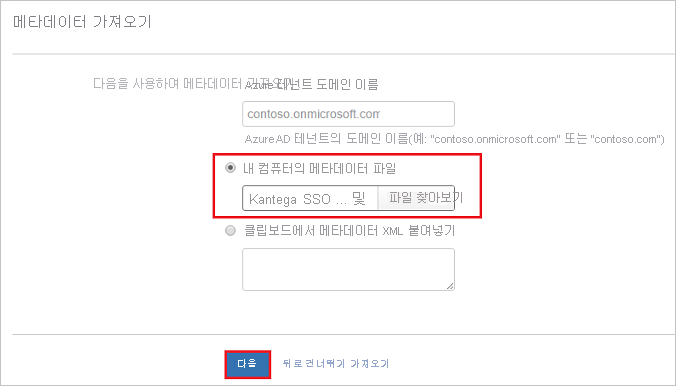 메타데이터 가져오기
다음을 사용하여 메타데이터 가져오기
Azure 테넌트 도메인 이름
contoso.onmicrosoft.com
Azure AD 테넌트의 도메인 이름(예: "contoso.onmicrosoft.com" 또는 "contoso.com")
내 컴퓨터의 메타데이터 파일
Kantega SSO ... 및 파일 찾아보기
클립보드에서 메타데이터 XML 붙여넣기
다음 뒤로 건너뛰기 가져오기